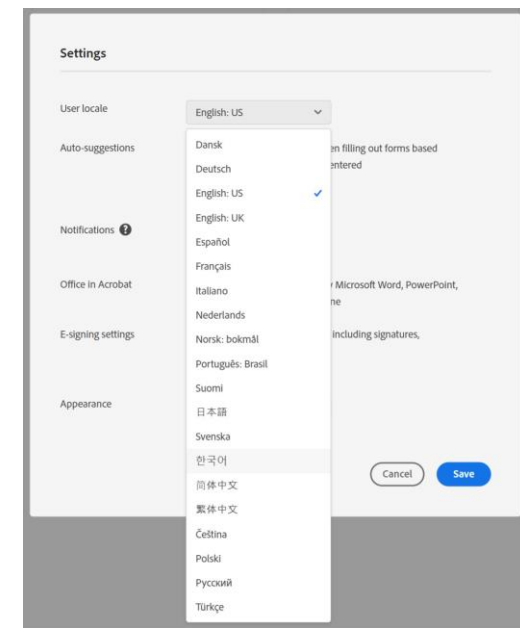 Settings
User locale
English: US
Auto-suggestions
en filling out forms based
entered
Notifications ?
Office in Acrobat
Microsoft Word, PowerPoint,
ne
E-signing settings
including signatures,
Appearance
Dansk
Deutsch
English: US
English: UK
Español
Français
Italiano
Nederlands
Norsk: bokmål
Português: Brasil
Suomi
日本語
Svenska
한국어
简体中文
繁体中文
Čeština
Polski
Русский
Türkçe
Cancel
Save